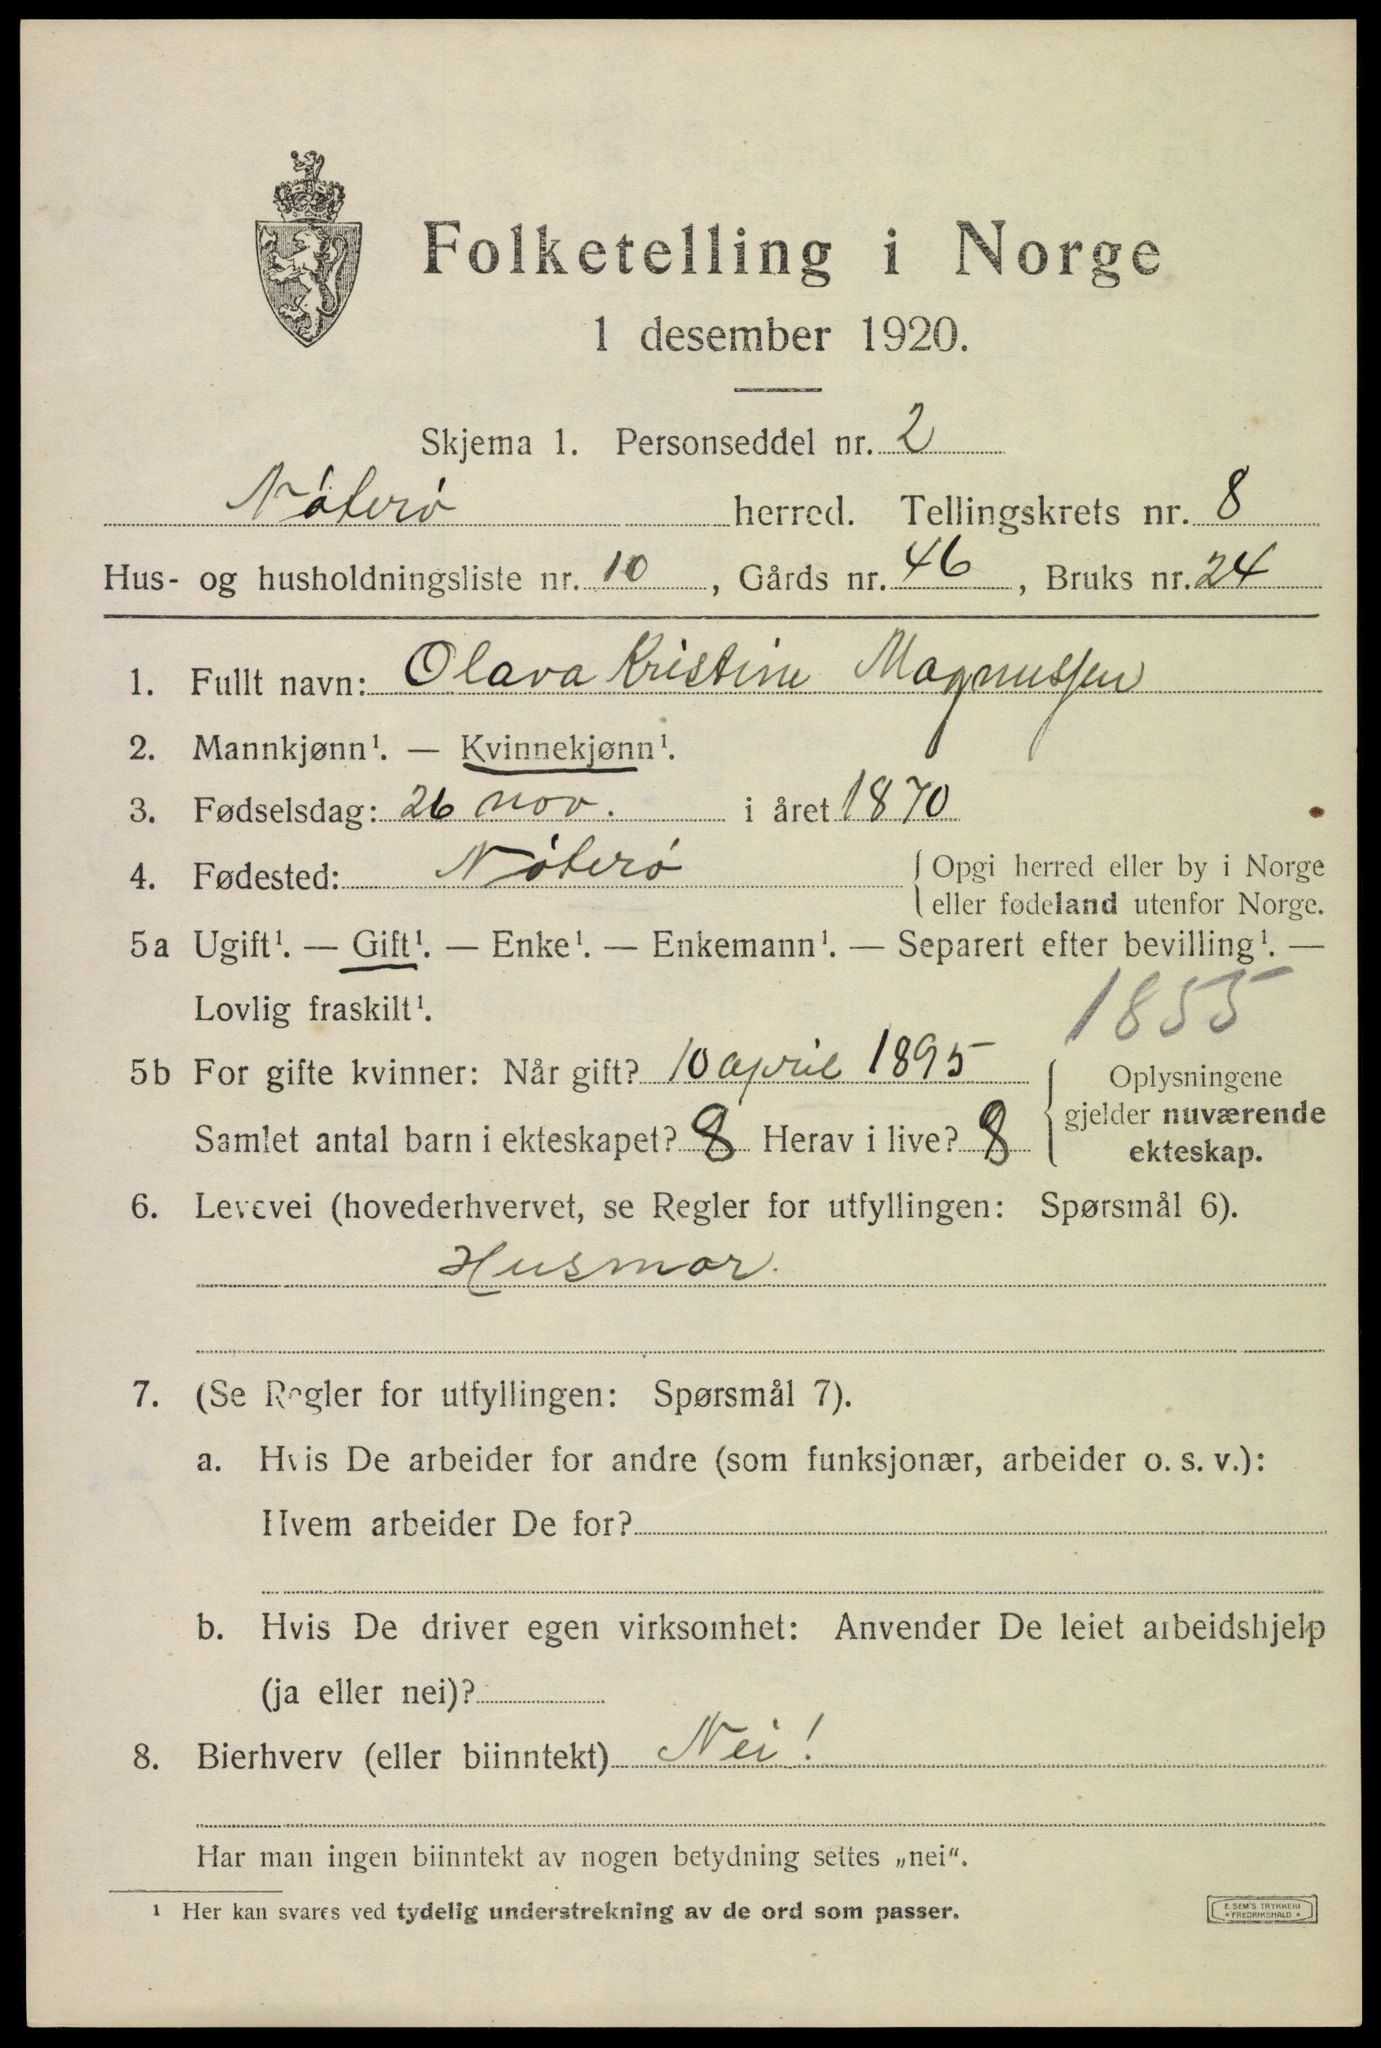 Folketelling i Norge
1 desember 1920.
Skjema 1. Personseddel nr. 2
Nøterø herred. Tellingskrets nr. 8
Hus- og husholdningsliste nr. 10, Gårds nr. 46, Bruks nr. 24
1. Fullt navn: Olava Kristine Magnussen
2. Mannkjønn¹. — Kvinnekjønn¹.
3. Fødselsdag: 26 nov. i året 1870
4. Fødested: Nøterø { Opgi herred eller by i Norge
eller fødeland utenfor Norge.
5a Ugift¹. — Gift¹. — Enke¹. — Enkemann¹. — Separert efter bevilling¹. —
Lovlig fraskilt¹.
1855
5b For gifte kvinner: Når gift? 10 april 1895
Samlet antal barn i ekteskapet? 8 Herav i live? 8
{ Oplysningene
gjelder nuværende
ekteskap.
6. Levevei (hovederhvervet, se Regler for utfyllingen: Spørsmål 6).
Husmor.
7. (Se Regler for utfyllingen: Spørsmål 7).
a. Hvis De arbeider for andre (som funksjonær, arbeider o. s. v.):
Hvem arbeider De for?
b. Hvis De driver egen virksomhet: Anvender De leiet arbeidshjelp
(ja eller nei)?
8. Bierhverv (eller biinntekt) Nei!
Har man ingen biinntekt av nogen betydning settes „nei“.
¹ Her kan svares ved tydelig understrekning av de ord som passer.
E. SEM'S TRYKKERI
* FREDRIKSHALD *